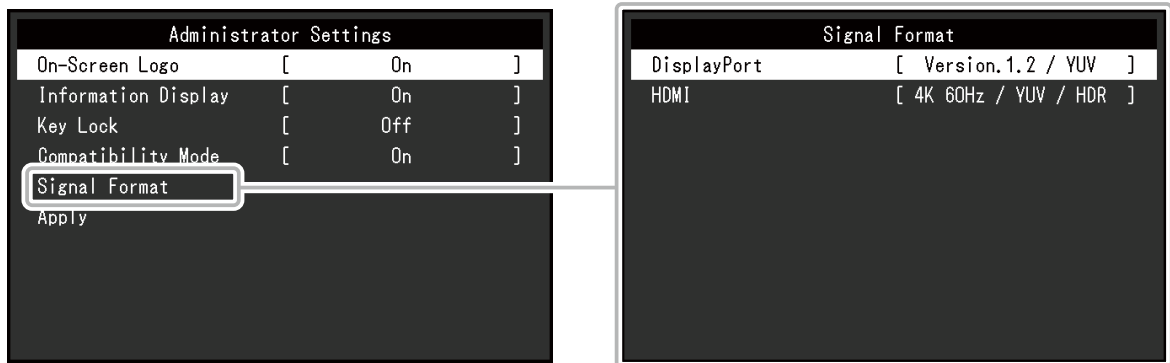 Administrator Settings
On-Screen Logo [ On ]
Information Display [ On ]
Key Lock [ Off ]
Compatibility Mode [ On ]
Signal Format
Apply
Signal Format
DisplayPort [ Version.1.2 / YUV ]
HDMI [ 4K 60Hz / YUV / HDR ]